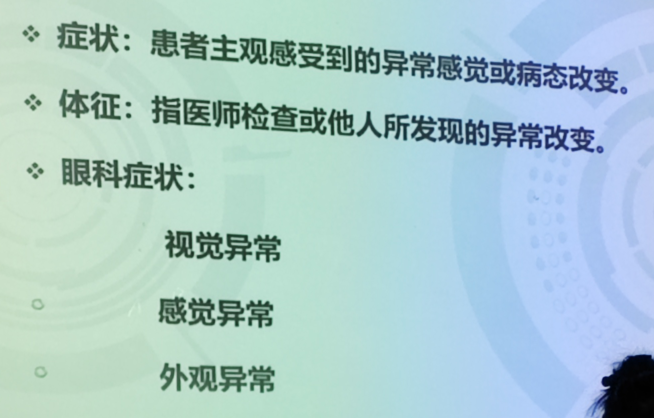 ❖ 症状：患者主观感受到的异常感觉或病态改变。
❖ 体征：指医师检查或他人所发现的异常改变。
❖ 眼科症状：
视觉异常
感觉异常
外观异常